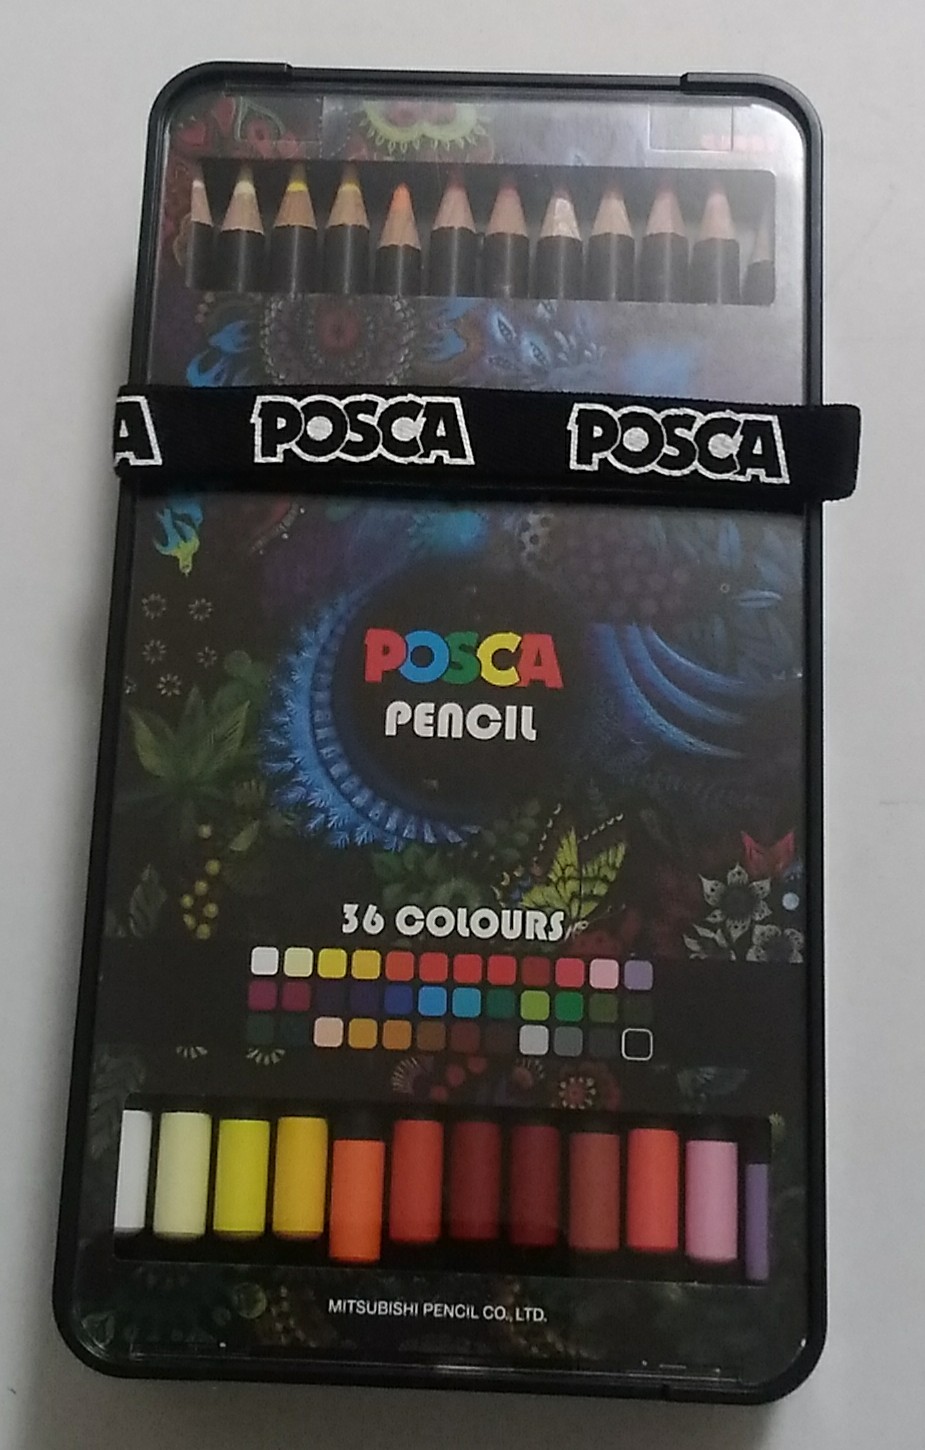 A POSCA POSCA
POSCA
PENCIL
36 COLOURS
MITSUBISHI PENCIL CO., LTD.